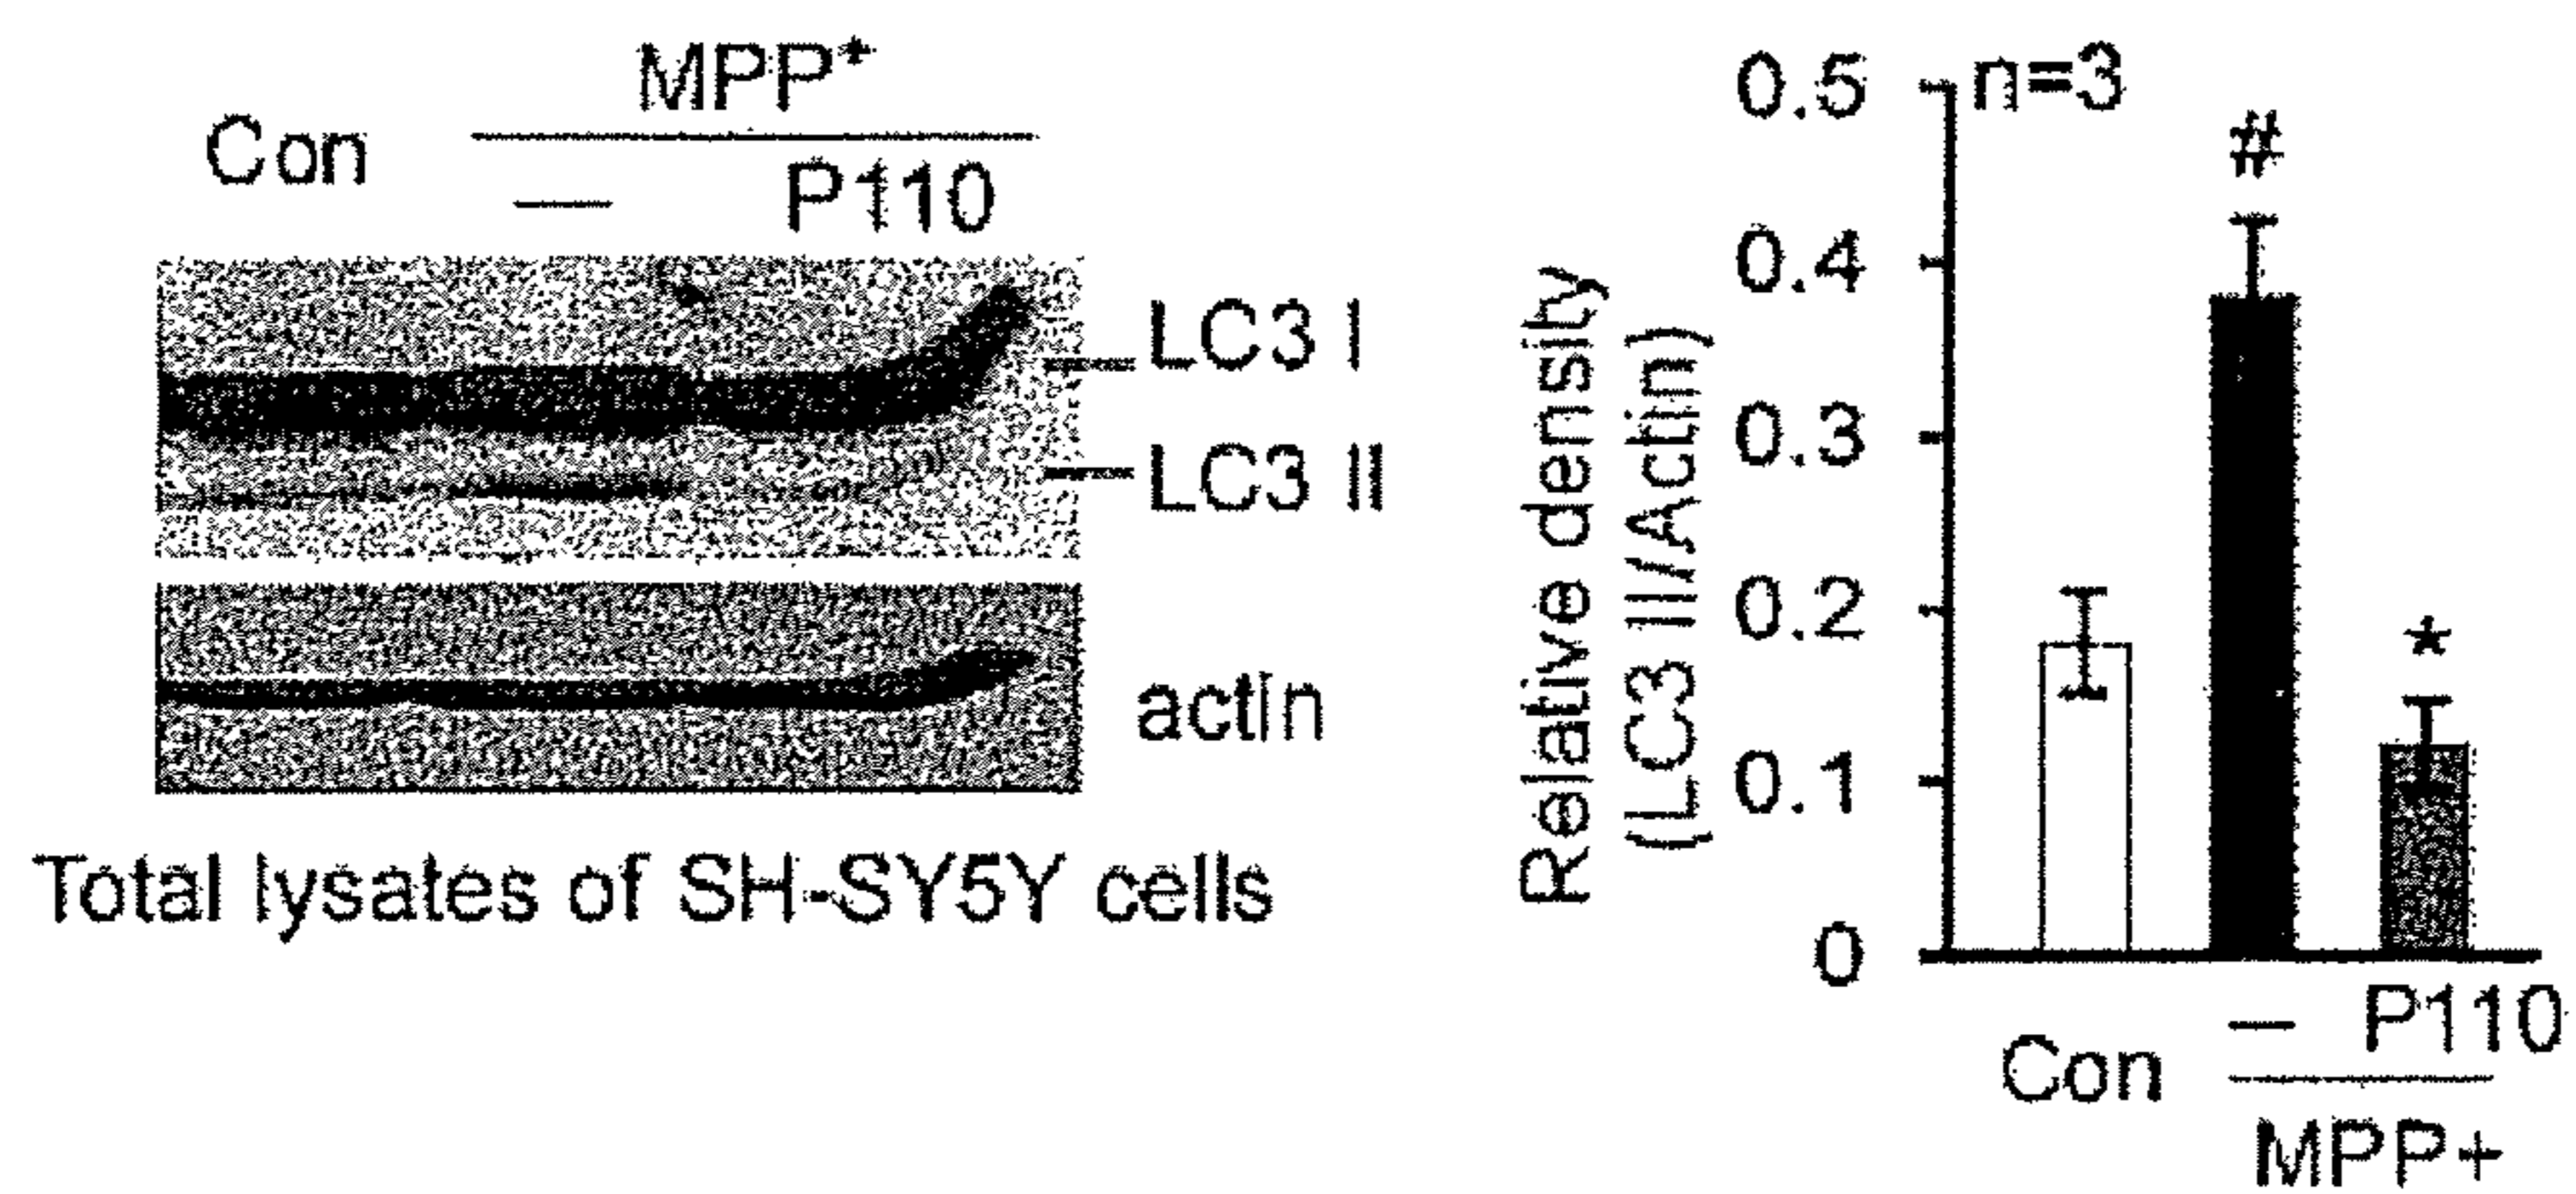 MPP+
Con
— P110
LC3 I
LC3 II
actin
Total lysates of SH-SY5Y cells
Relative density
(LC3 II/Actin)
n=3
0.5
0.4
0.3
0.2
0.1
0
#
*
Con
— P110
MPP+